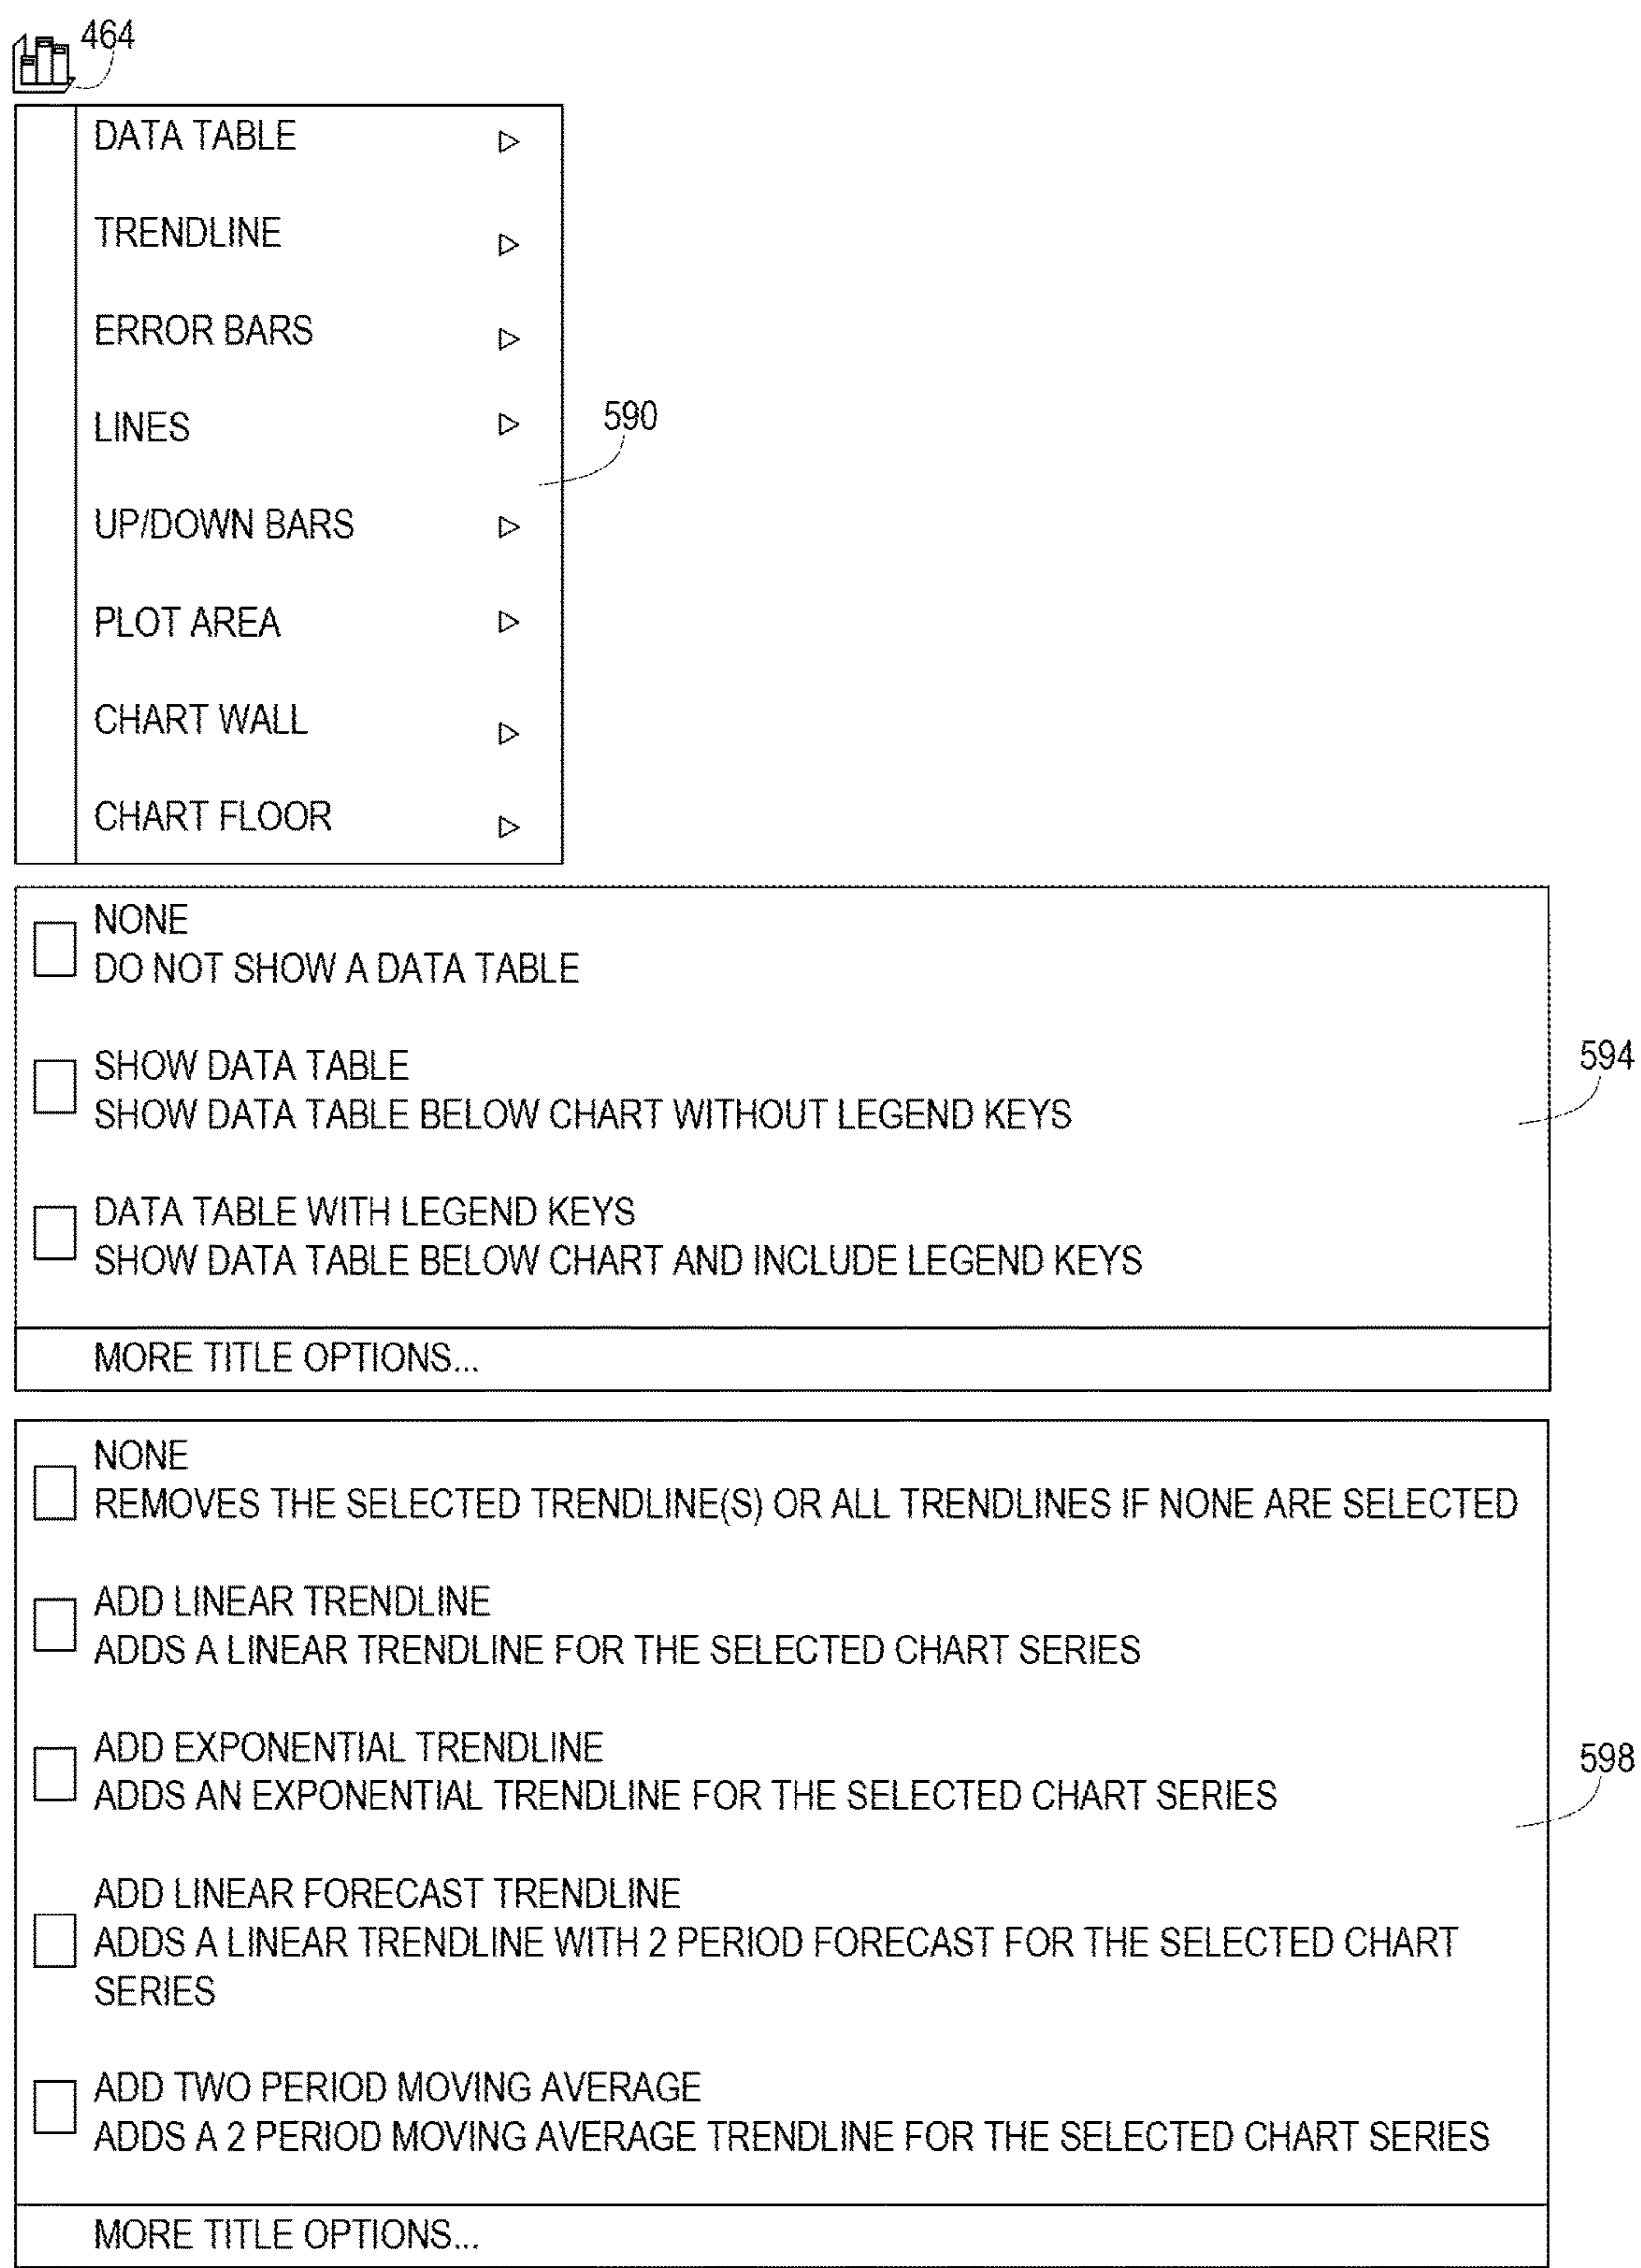 464
DATA TABLE
TRENDLINE
ERROR BARS
LINES
590
UP/DOWN BARS
PLOT AREA
CHART WALL
CHART FLOOR
NONE
DO NOT SHOW A DATA TABLE
594
SHOW DATA TABLE
SHOW DATA TABLE BELOW CHART WITHOUT LEGEND KEYS
DATA TABLE WITH LEGEND KEYS
SHOW DATA TABLE BELOW CHART AND INCLUDE LEGEND KEYS
MORE TITLE OPTIONS...
NONE
REMOVES THE SELECTED TRENDLINE(S) OR ALL TRENDLINES IF NONE ARE SELECTED
ADD LINEAR TRENDLINE
ADDS A LINEAR TRENDLINE FOR THE SELECTED CHART SERIES
ADD EXPONENTIAL TRENDLINE
598
ADDS AN EXPONENTIAL TRENDLINE FOR THE SELECTED CHART SERIES
ADD LINEAR FORECAST TRENDLINE
ADDS A LINEAR TRENDLINE WITH 2 PERIOD FORECAST FOR THE SELECTED CHART
SERIES
ADD TWO PERIOD MOVING AVERAGE
ADDS A 2 PERIOD MOVING AVERAGE TRENDLINE FOR THE SELECTED CHART SERIES
MORE TITLE OPTIONS...